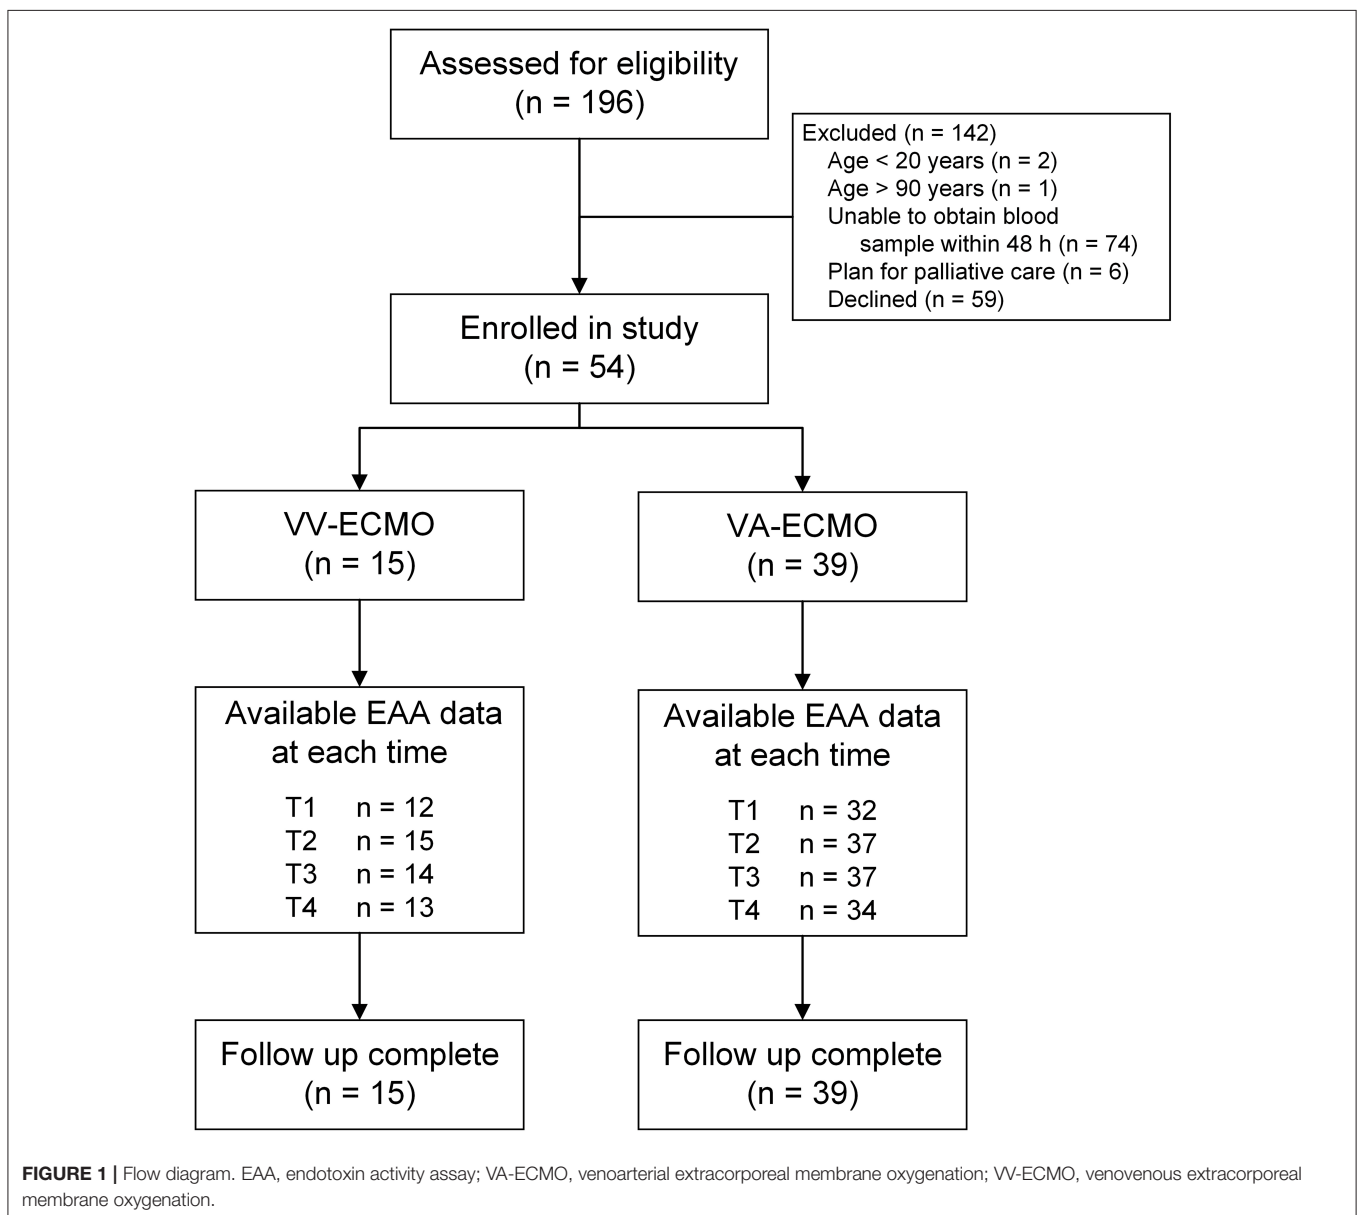 Assessed for eligibility
(n = 196)
Excluded (n = 142)
Age < 20 years (n = 2)
Age > 90 years (n = 1)
Unable to obtain blood
sample within 48 h (n = 74)
Plan for palliative care (n = 6)
Declined (n = 59)
Enrolled in study
(n = 54)
VV-ECMO
(n = 15)
VA-ECMO
(n = 39)
Available EAA data
at each time
T1 n = 12
T2 n = 15
T3 n = 14
T4 n = 13
Available EAA data
at each time
T1 n = 32
T2 n = 37
T3 n = 37
T4 n = 34
Follow up complete
(n = 15)
Follow up complete
(n = 39)
FIGURE 1 | Flow diagram. EAA, endotoxin activity assay; VA-ECMO, venoarterial extracorporeal membrane oxygenation; VV-ECMO, venovenous extracorporeal
membrane oxygenation.